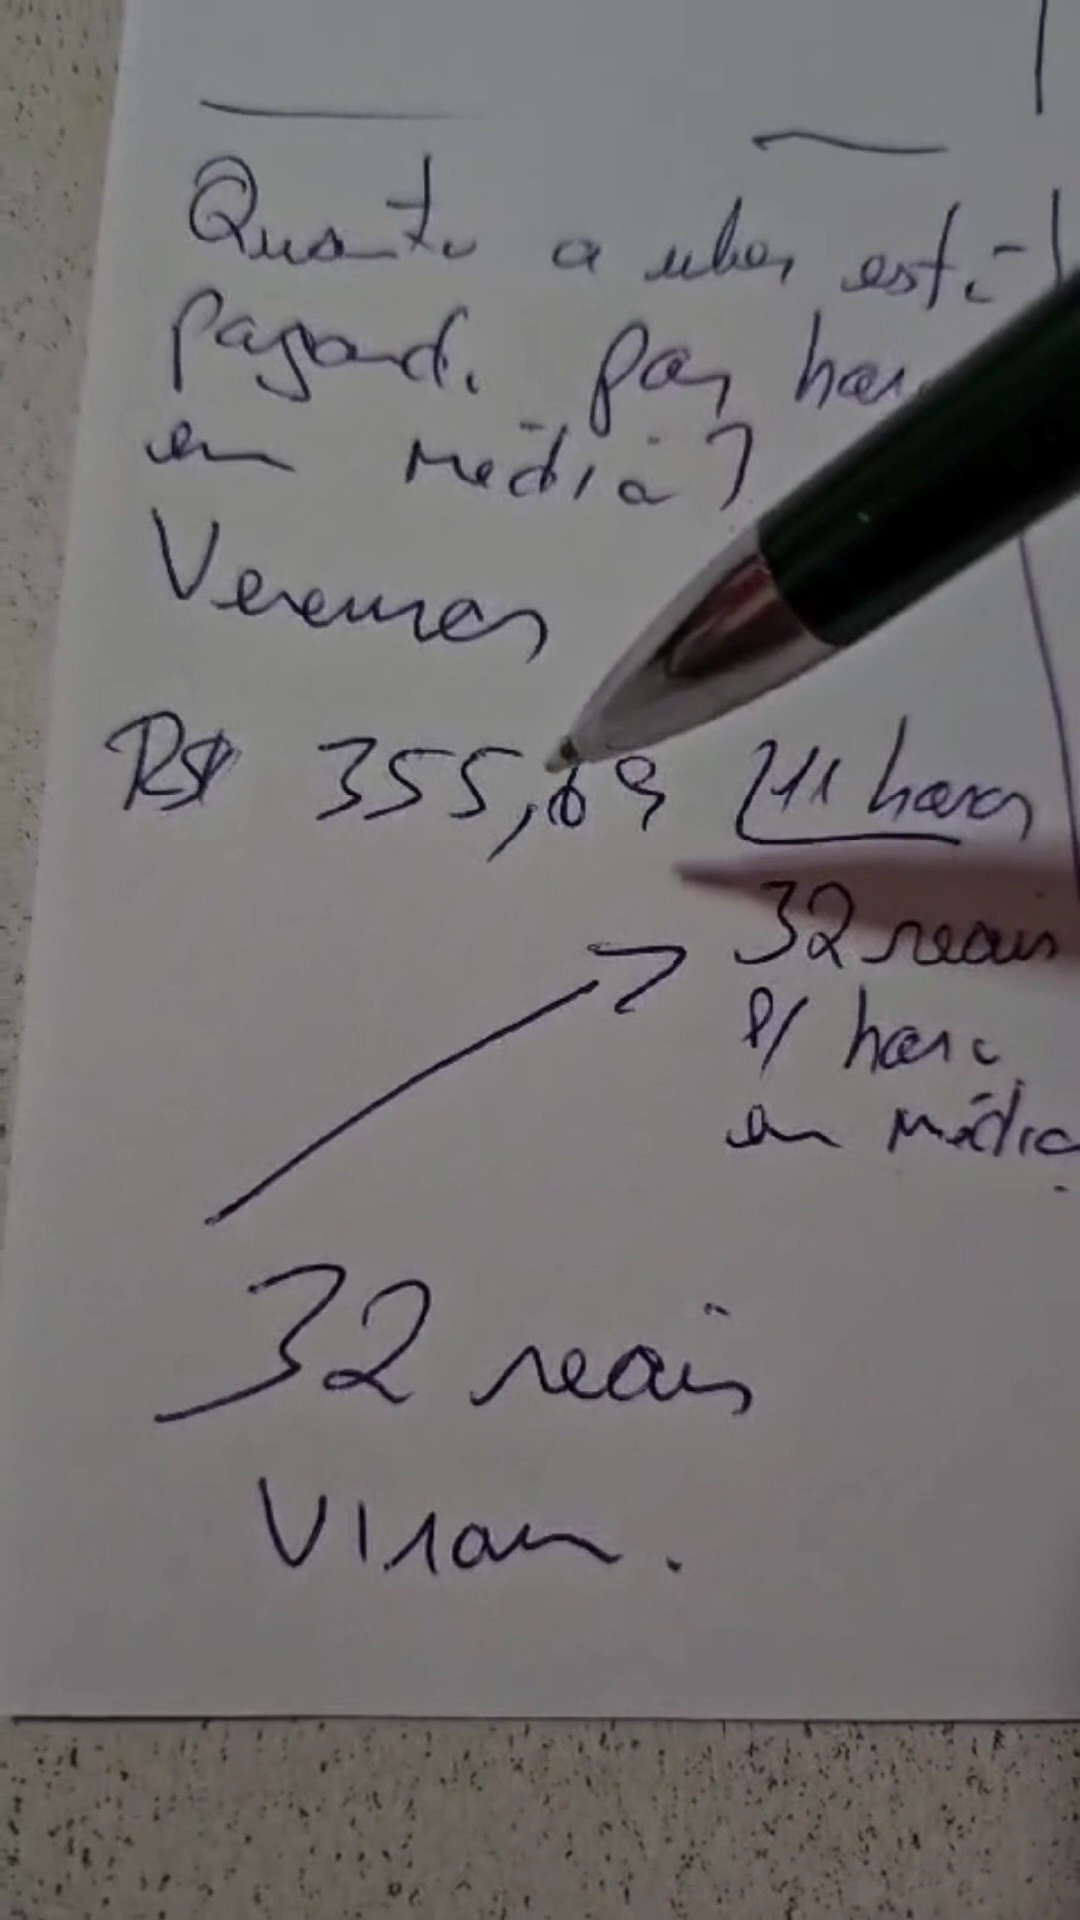 Quanto a uber está
pagando por hora
em média?
Veremos
R$ 355,69 11 horas
32 reais
p/ hora
em média
32 reais
Viram.